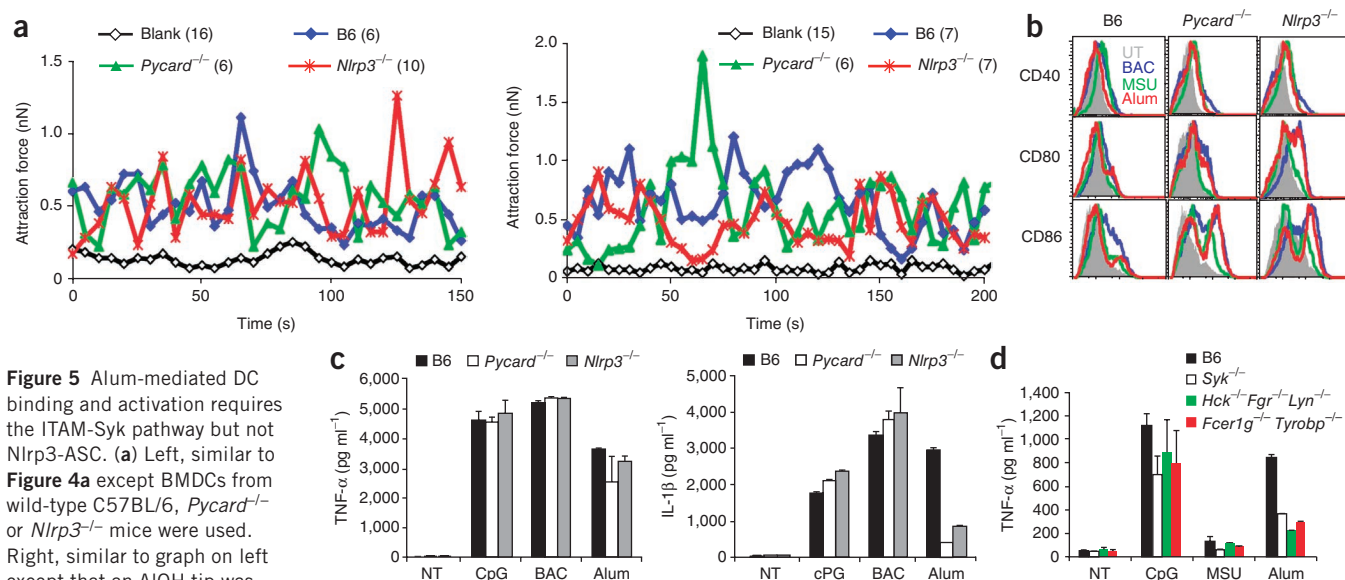 a
Blank (16) B6 (6)
Pycard–/– (6) Nlrp3–/– (10)
Attraction force (nN)
1.5
1.0
0.5
0
0 50 100 150
Time (s)
Blank (15) B6 (7)
Pycard–/– (6) Nlrp3–/– (7)
Attraction force (nN)
2.0
1.5
1.0
0.5
0
0 50 100 150 200
Time (s)
b
B6 Pycard–/– Nlrp3–/–
CD40
CD80
CD86
UT
BAC
MSU
Alum
Figure 5 Alum-mediated DC
binding and activation requires
the ITAM-Syk pathway but not
Nlrp3-ASC. (a) Left, similar to
Figure 4a except BMDCs from
wild-type C57BL/6, Pycard–/–
or Nlrp3–/– mice were used.
Right, similar to graph on left
c
B6 Pycard–/– Nlrp3–/–
TNF-α (pg ml–1)
6,000
5,000
4,000
3,000
2,000
1,000
0
NT CpG BAC Alum
B6 Pycard–/– Nlrp3–/–
IL-1β (pg ml–1)
5,000
4,000
3,000
2,000
1,000
0
NT cPG BAC Alum
d
B6
Syk–/–
Hck–/–Fgr–/–Lyn–/–
Fcer1g–/– Tyrobp–/–
TNF-α (pg ml–1)
1,400
1,200
1,000
800
600
400
200
0
NT CpG MSU Alum